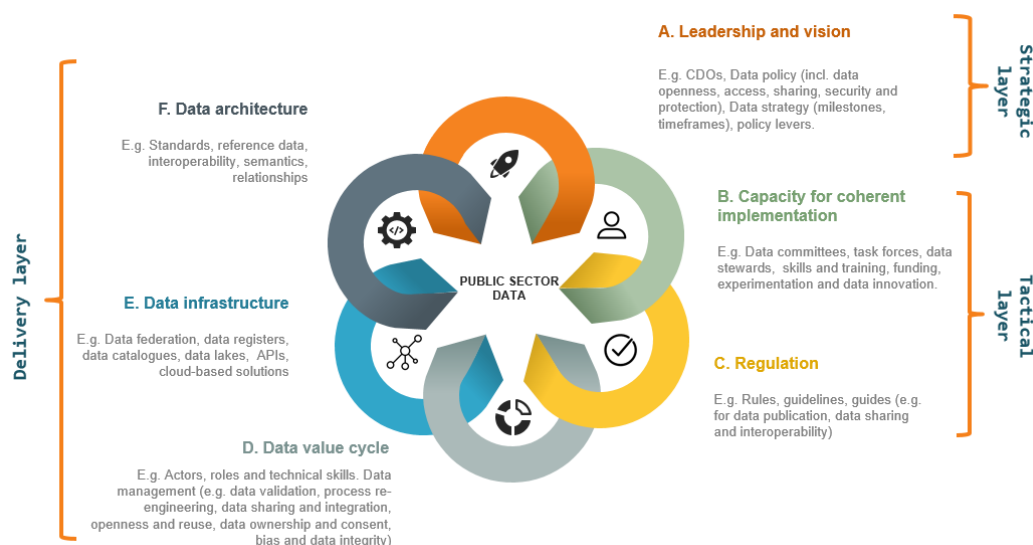 A. Leadership and vision
E.g. CDOs, Data policy (incl. data
openness, access, sharing, security and
protection), Data strategy (milestones,
timeframes), policy levers.
Strategic
layer
B. Capacity for coherent
implementation
E.g. Data committees, task forces, data
stewards, skills and training, funding,
experimentation and data innovation.
C. Regulation
E.g. Rules, guidelines, guides (e.g.
for data publication, data sharing
and interoperability)
Tactical
layer
PUBLIC SECTOR
DATA
</>
F. Data architecture
E.g. Standards, reference data,
interoperability, semantics,
relationships
E. Data infrastructure
E.g. Data federation, data registers,
data catalogues, data lakes, APIs,
cloud-based solutions
D. Data value cycle
E.g. Actors, roles and technical skills. Data
management (e.g. data validation, process re-
engineering, data sharing and integration,
openness and reuse, data ownership and consent,
bias and data integrity)
Delivery layer